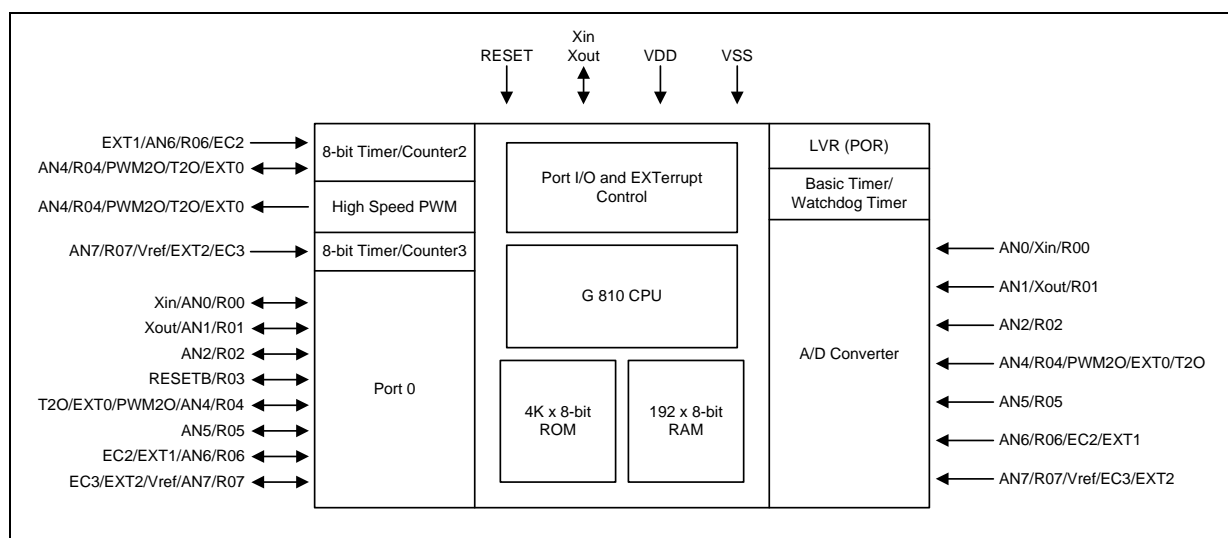 Xin
Xout
RESET
VDD
VSS
EXT1/AN6/R06/EC2
AN4/R04/PWM2O/T2O/EXT0
AN4/R04/PWM2O/T2O/EXT0
AN7/R07/Vref/EXT2/EC3
Xin/AN0/R00
Xout/AN1/R01
AN2/R02
RESETB/R03
T2O/EXT0/PWM2O/AN4/R04
AN5/R05
EC2/EXT1/AN6/R06
EC3/EXT2/Vref/AN7/R07
8-bit Timer/Counter2
High Speed PWM
8-bit Timer/Counter3
Port 0
Port I/O and EXTerrupt
Control
G 810 CPU
4K x 8-bit
ROM
192 x 8-bit
RAM
LVR (POR)
Basic Timer/
Watchdog Timer
A/D Converter
AN0/Xin/R00
AN1/Xout/R01
AN2/R02
AN4/R04/PWM2O/EXT0/T2O
AN5/R05
AN6/R06/EC2/EXT1
AN7/R07/Vref/EC3/EXT2